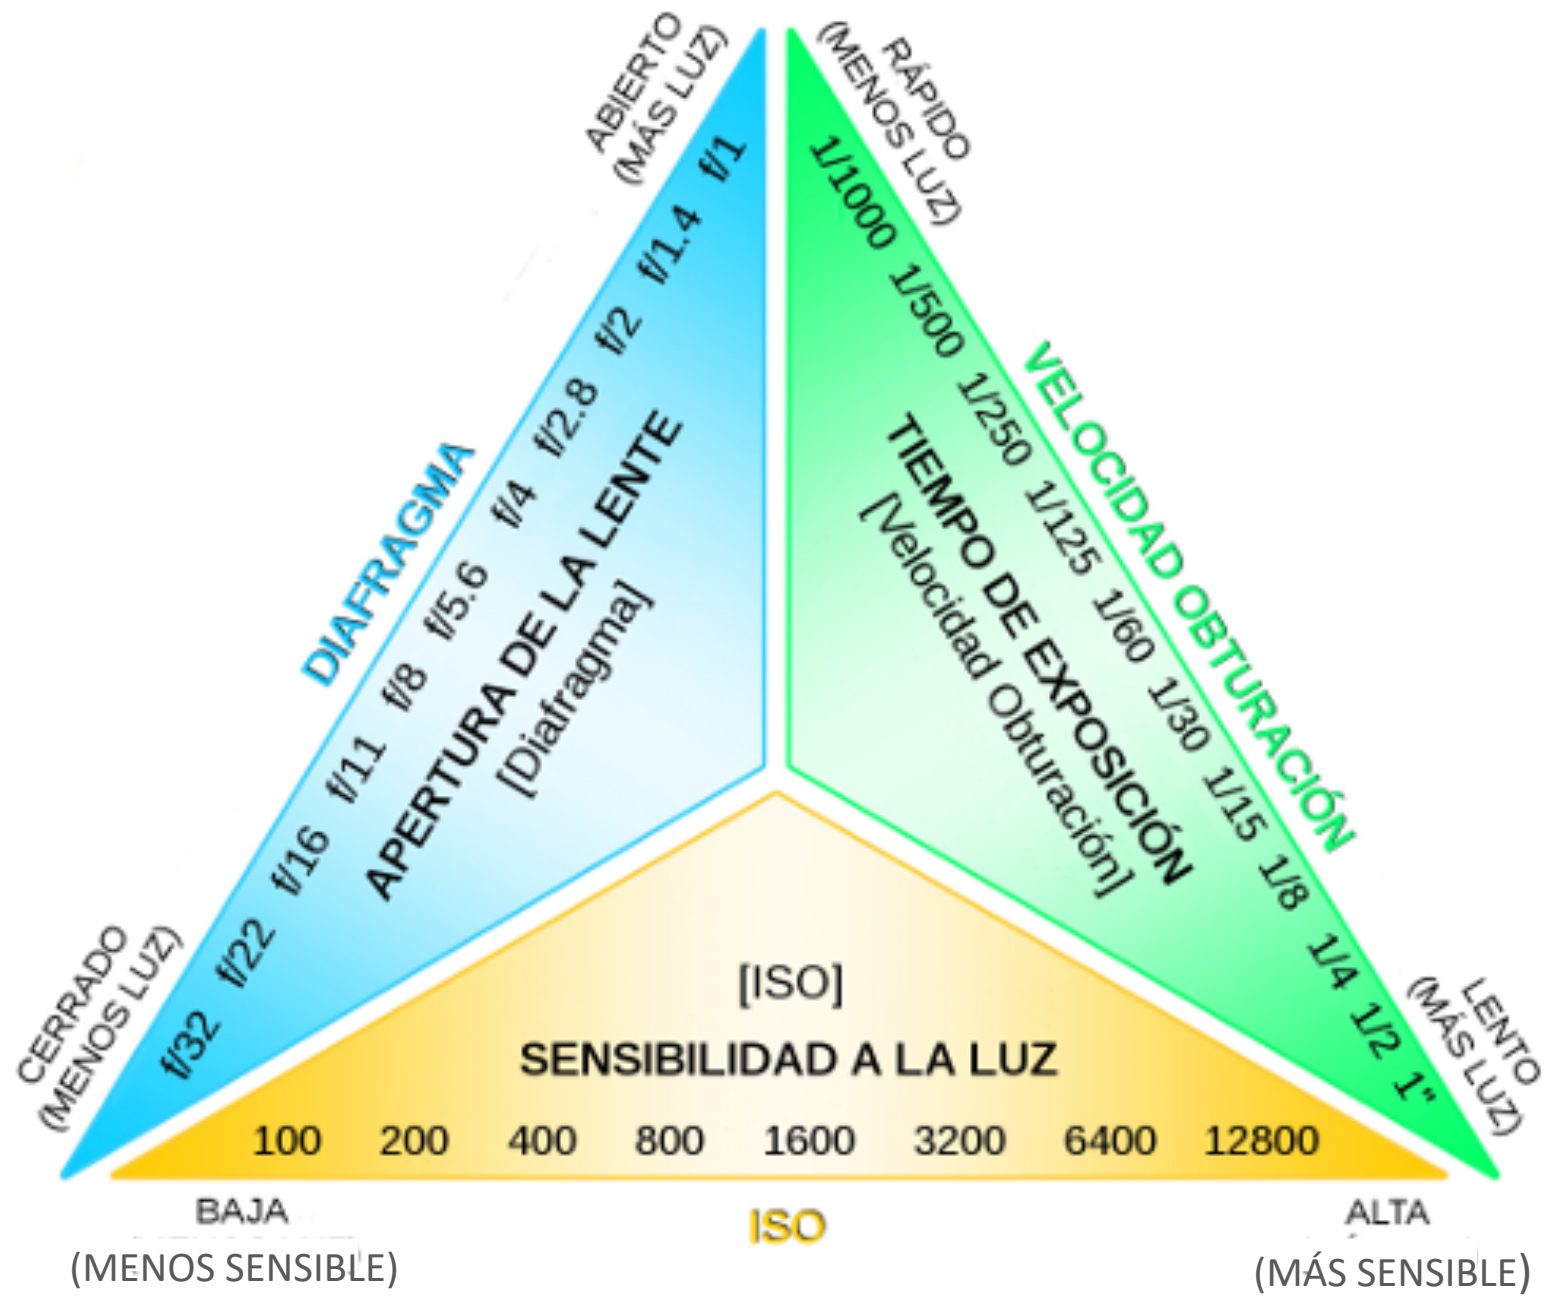 ABIERTO
(MÁS LUZ)
f/1
f/1.4
f/2
f/2.8
f/4
f/5.6
f/8
f/11
f/16
f/22
f/32
DIAFRAGMA
APERTURA DE LA LENTE
[Diafragma]
CERRADO
(MENOS LUZ)
RÁPIDO
(MENOS LUZ)
1/1000
1/500
1/250
1/125
1/60
1/30
1/15
1/8
1/4
1/2
1"
VELOCIDAD OBTURACIÓN
TIEMPO DE EXPOSICIÓN
[Velocidad Obturación]
LENTO
(MÁS LUZ)
[ISO]
SENSIBILIDAD A LA LUZ
100 200 400 800 1600 3200 6400 12800
BAJA
(MENOS SENSIBLE)
ISO
ALTA
(MÁS SENSIBLE)